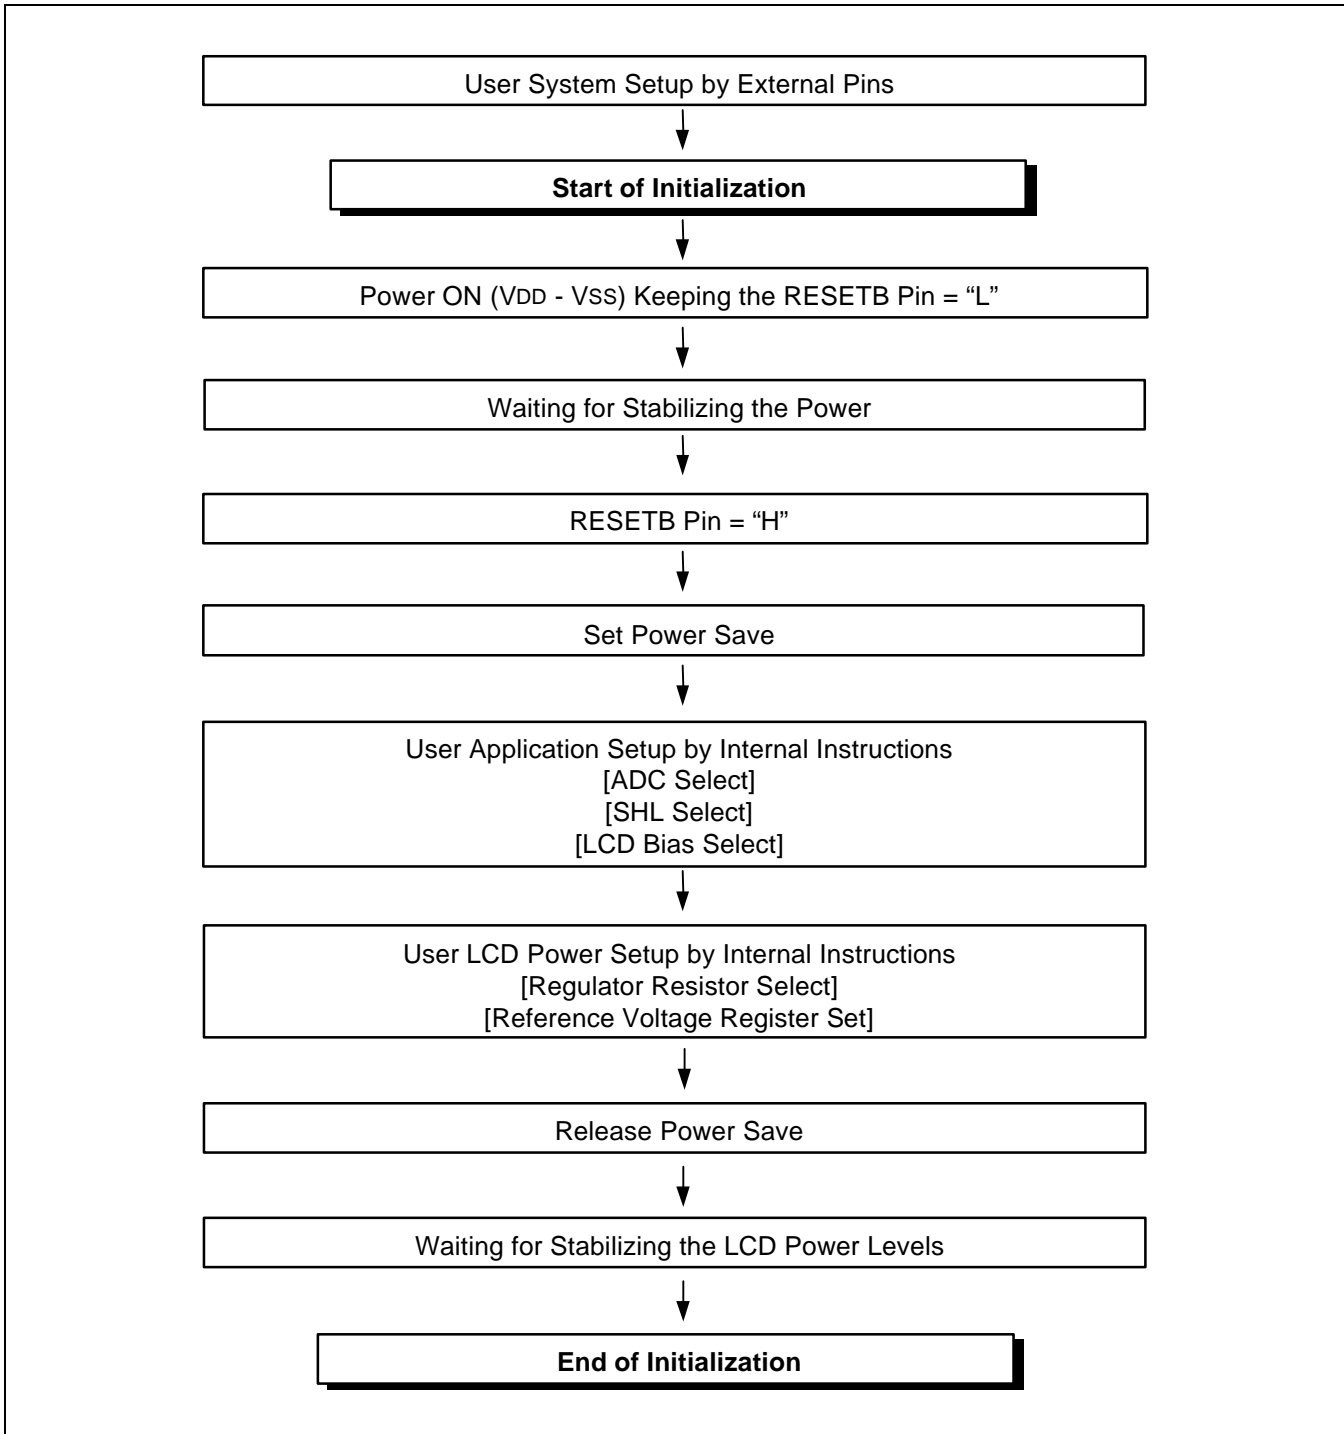 User System Setup by External Pins
Start of Initialization
Power ON (VDD - VSS) Keeping the RESETB Pin = “L”
Waiting for Stabilizing the Power
RESETB Pin = “H”
Set Power Save
User Application Setup by Internal Instructions
[ADC Select]
[SHL Select]
[LCD Bias Select]
User LCD Power Setup by Internal Instructions
[Regulator Resistor Select]
[Reference Voltage Register Set]
Release Power Save
Waiting for Stabilizing the LCD Power Levels
End of Initialization